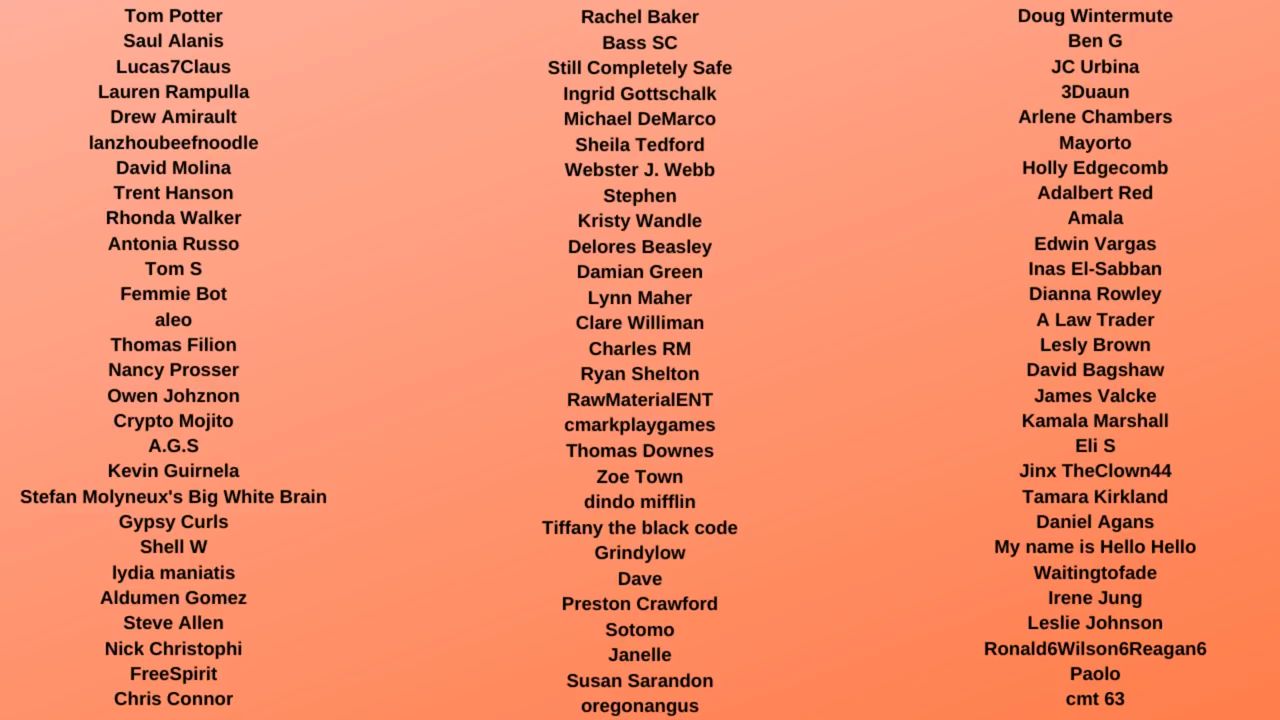 Tom Potter
Saul Alanis
Lucas7Claus
Lauren Rampulla
Drew Amirault
lanzhoubeefnoodle
David Molina
Trent Hanson
Rhonda Walker
Antonia Russo
Tom S
Femmie Bot
aleo
Thomas Filion
Nancy Prosser
Owen Johznon
Crypto Mojito
A.G.S
Kevin Guirnela
Stefan Molyneux's Big White Brain
Gypsy Curls
Shell W
lydia maniatis
Aldumen Gomez
Steve Allen
Nick Christophi
FreeSpirit
Chris Connor
Rachel Baker
Bass SC
Still Completely Safe
Ingrid Gottschalk
Michael DeMarco
Sheila Tedford
Webster J. Webb
Stephen
Kristy Wandle
Delores Beasley
Damian Green
Lynn Maher
Clare Williman
Charles RM
Ryan Shelton
RawMaterialENT
cmarkplaygames
Thomas Downes
Zoe Town
dindo mifflin
Tiffany the black code
Grindylow
Dave
Preston Crawford
Sotomo
Janelle
Susan Sarandon
oregonangus
Doug Wintermute
Ben G
JC Urbina
3Duaun
Arlene Chambers
Mayorto
Holly Edgecomb
Adalbert Red
Amala
Edwin Vargas
Inas El-Sabban
Dianna Rowley
A Law Trader
Lesly Brown
David Bagshaw
James Valcke
Kamala Marshall
Eli S
Jinx TheClown44
Tamara Kirkland
Daniel Agans
My name is Hello Hello
Waitingtofade
Irene Jung
Leslie Johnson
Ronald6Wilson6Reagan6
Paolo
cmt 63